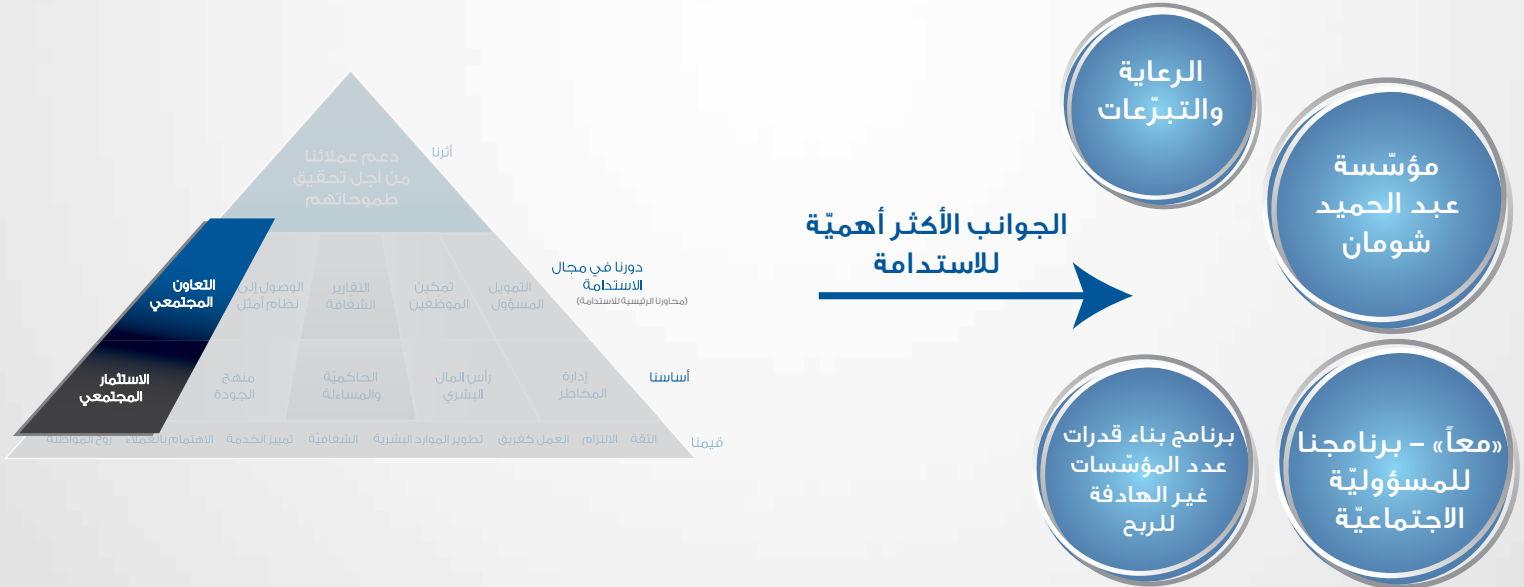 الرعاية
والتبرّعات
مؤسّسة
عبد الحميد
شومان
الجوانب الأكثر أهميّة
للاستدامة
برنامج بناء قدرات
عدد المؤسّسات
غير الهادفة
للربح
«معاً» – برنامجنا
للمسؤوليّة
الاجتماعيّة
أثرنا
دعم عملائنا
من أجل تحقيق
طموحاتهم
دورنا في مجال
الاستدامة
(محاورنا الرئيسية للاستدامة)
التمويل
المسؤول
تمكين
الموظّفين
التقارير
الشفافة
الوصول إلى
نظام أمثل
التعاون
المجتمعي
أساسنا
إدارة
المخاطر
رأس المال
البشري
الحاكميّة
والمساءلة
منهج
الجودة
الاستثمار
المجتمعي
قيمنا
الثقة الالتزام العمل كفريق تطوير الموارد البشرية الشفافيّة تمييز الخدمة الاهتمام بالعملاء روح المواطنة